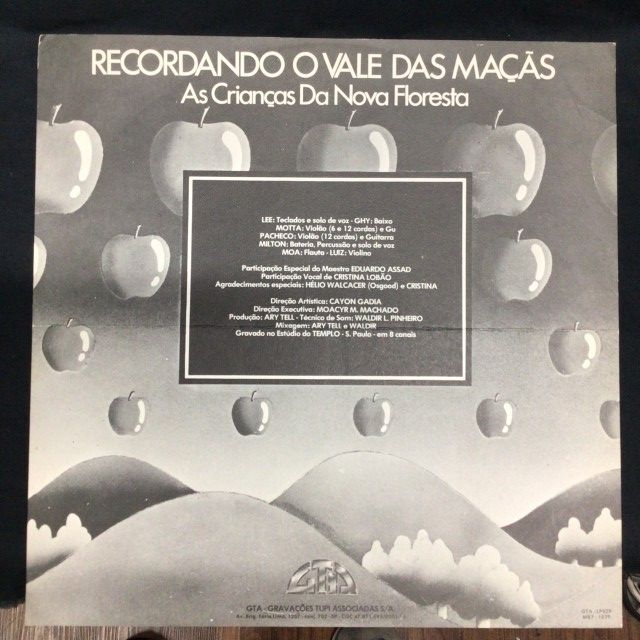 RECORDANDO O VALE DAS MAÇÃS
As Crianças Da Nova Floresta
LEE: Teclados e solo de voz - GHY: Baixo
MOTTA: Violão (6 e 12 cordas) e Gu
PACHECO: Violão (12 cordas) e Guitarra
MILTON: Bateria, Percussão e solo de voz
MOA: Flauta - LUIZ: Violino
Participação Especial do Maestro EDUARDO ASSAD
Participação Vocal de CRISTINA LOBÃO
Agradecimentos especiais: HÉLIO WALCACER (Osgood) e CRISTINA
Direção Artística: CAYON GADIA
Direção Executiva: MOACYR M. MACHADO
Produção: ARY TELL - Técnico de Som: WALDIR L. PINHEIRO
Mixagem: ARY TELL e WALDIR
Gravado no Estúdio do TEMPLO - S. Paulo - em 8 canais
GTA
GTA - GRAVAÇÕES TUPI ASSOCIADAS S/A
Av. Brig. Faria Lima,